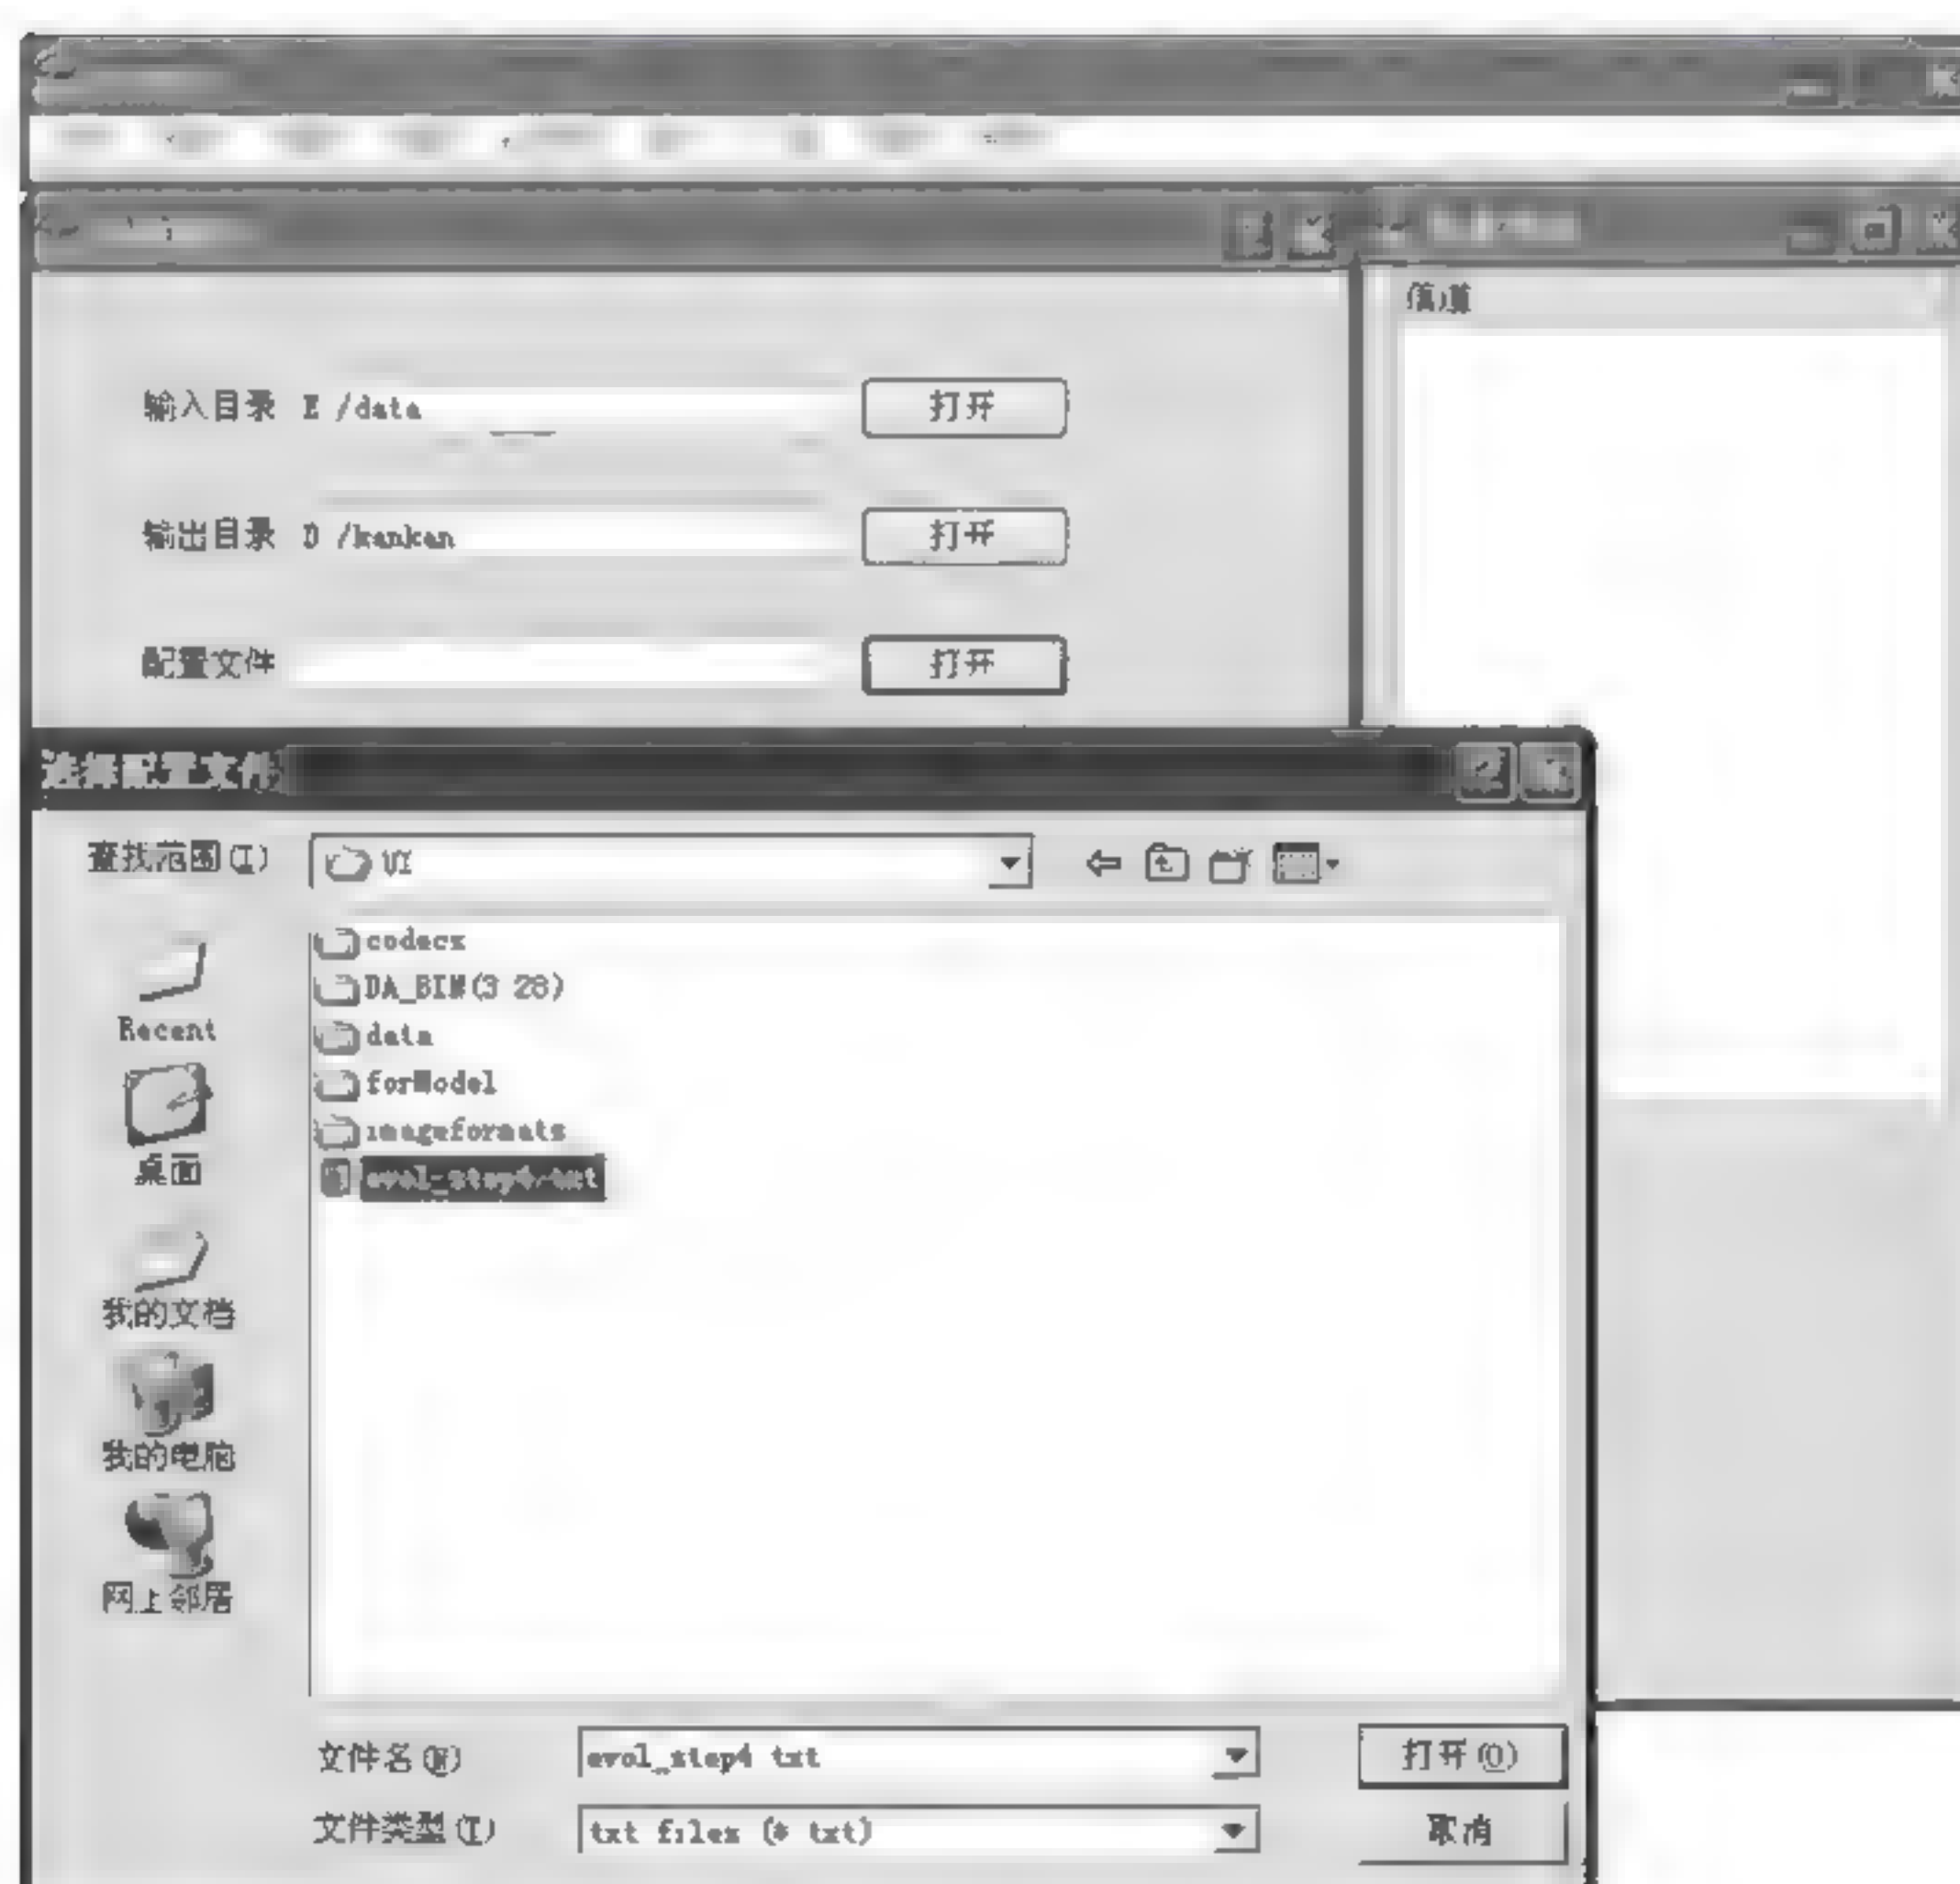 输入目录 E /data 打开
输出目录 D /kankan 打开
配置文件 打开
选择配置文件
查找范围(I) UI
codecs
DA_BIM(3 28)
data
forModel
imageformats
evol_step4.txt
Recent
桌面
我的文档
我的电脑
网上邻居
文件名(N) evol_step4 txt 打开(O)
文件类型(T) txt files (* txt) 取消